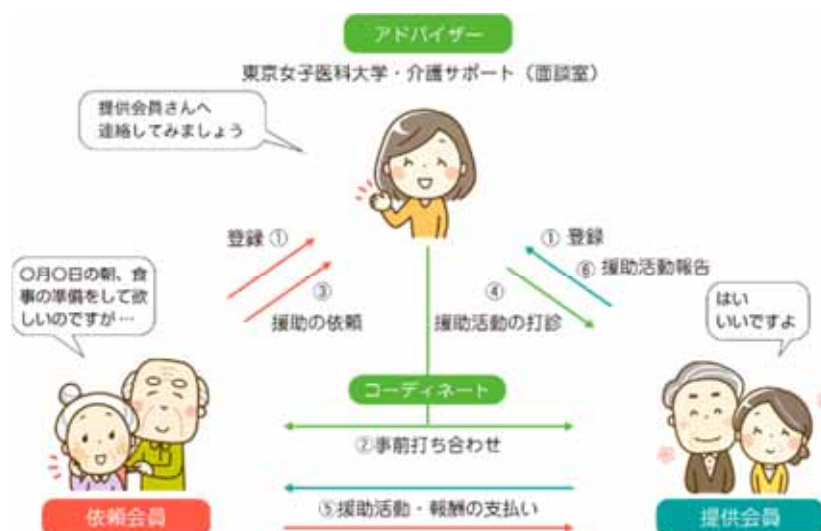 アドバイザー
東京女子医科大学・介護サポート（面談室）
提供会員さんへ
連絡してみましょう
登録 ①
① 登録
⑥ 援助活動報告
〇月〇日の朝、食
事の準備をして欲
しいのですが…
③
援助の依頼
④
援助活動の打診
はい
いいですよ
コーディネート
②事前打ち合わせ
⑤援助活動・報酬の支払い
依頼会員
提供会員